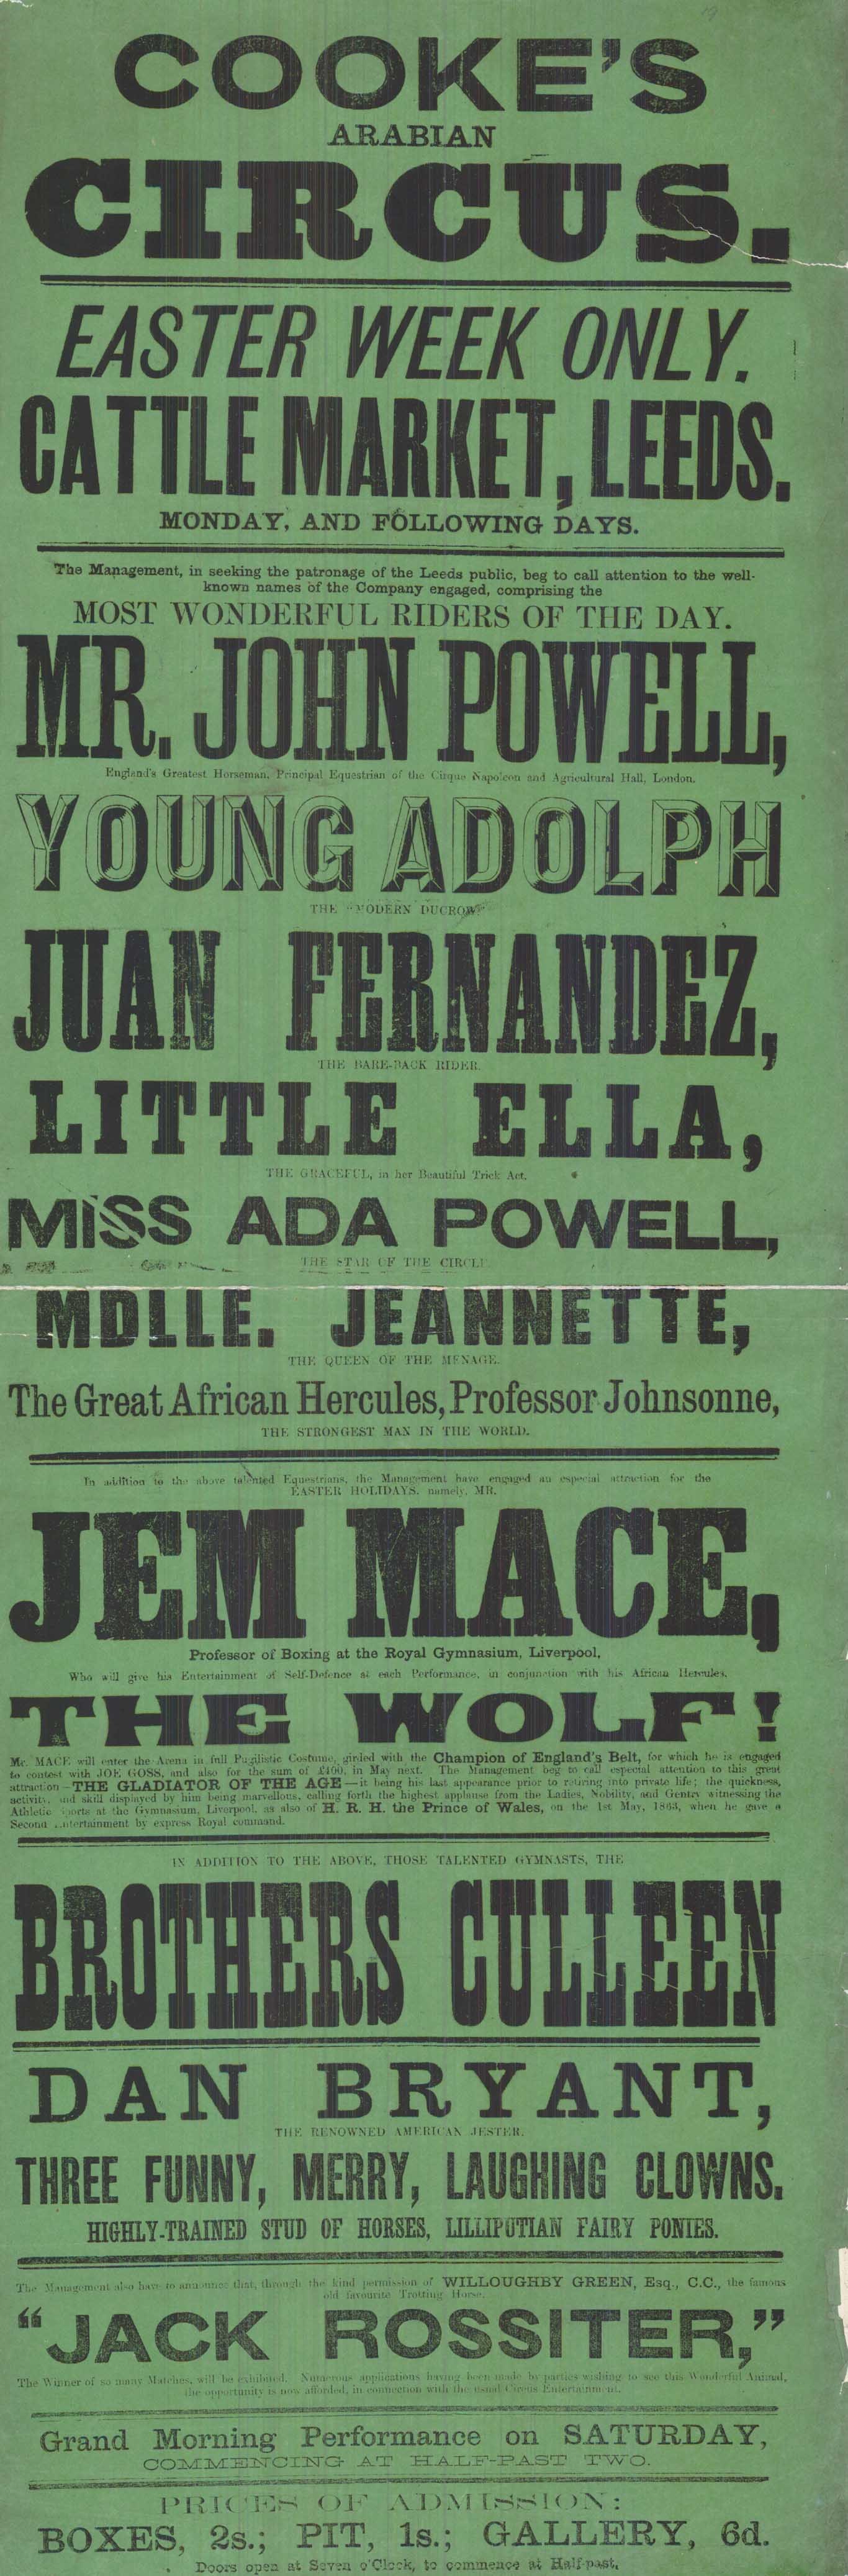 COOKE'S
ARABIAN
CIRCUS.
EASTER WEEK ONLY.
CATTLE MARKET, LEEDS.
MONDAY, AND FOLLOWING DAYS.
The Management, in seeking the patronage of the Leeds public, beg to call attention to the well-
known names of the Company engaged, comprising the
MOST WONDERFUL RIDERS OF THE DAY.
MR. JOHN POWELL,
England's Greatest Horseman, Principal Equestrian of the Cirque Napoleon and Agricultural Hall, London.
YOUNG ADOLPH
THE "MODERN DUCROW"
JUAN FERNANDEZ,
THE BARE-BACK RIDER.
LITTLE ELLA,
THE GRACEFUL, in her Beautiful Trick Act.
MISS ADA POWELL,
THE STAR OF THE CIRCLE.
MDLLE. JEANNETTE,
THE QUEEN OF THE MENAGE.
The Great African Hercules, Professor Johnsonne,
THE STRONGEST MAN IN THE WORLD.
In addition to the above talented Equestrians, the Management have engaged an especial attraction for the
EASTER HOLIDAYS, namely, MR.
JEM MACE,
Professor of Boxing at the Royal Gymnasium, Liverpool,
Who will give his Entertainment of Self-Defence at each Performance, in conjunction with his African Hercules,
THE WOLF!
Mr. MACE will enter the Arena in full Pugilistic Costume, girded with the Champion of England's Belt, for which he is engaged
to contest with JOE GOSS, and also for the sum of £400, in May next. The Management beg to call especial attention to this great
attraction—THE GLADIATOR OF THE AGE—it being his last appearance prior to retiring into private life; the quickness,
activity, and skill displayed by him being marvellous, calling forth the highest applause from the Ladies, Nobility, and Gentry witnessing the
Athletic Sports at the Gymnasium, Liverpool, as also of H. R. H. the Prince of Wales, on the 1st May, 1865, when he gave a
Second Entertainment by express Royal command.
IN ADDITION TO THE ABOVE, THOSE TALENTED GYMNASTS, THE
BROTHERS CULLEEN
DAN BRYANT,
THE RENOWNED AMERICAN JESTER.
THREE FUNNY, MERRY, LAUGHING CLOWNS.
HIGHLY-TRAINED STUD OF HORSES, LILLIPUTIAN FAIRY PONIES.
The Management also have to announce that, through the kind permission of WILLOUGHBY GREEN, Esq., C.C., the famous
old favourite Trotting Horse,
"JACK ROSSITER,"
The Winner of so many Matches, will be exhibited. Numerous applications having been made by parties wishing to see this Wonderful Animal,
the opportunity is now afforded, in connection with the usual Circus Entertainment.
Grand Morning Performance on SATURDAY,
COMMENCING AT HALF-PAST TWO.
PRICES OF ADMISSION:
BOXES, 2s.; PIT, 1s.; GALLERY, 6d.
Doors open at Seven o'Clock, to commence at Half-past.